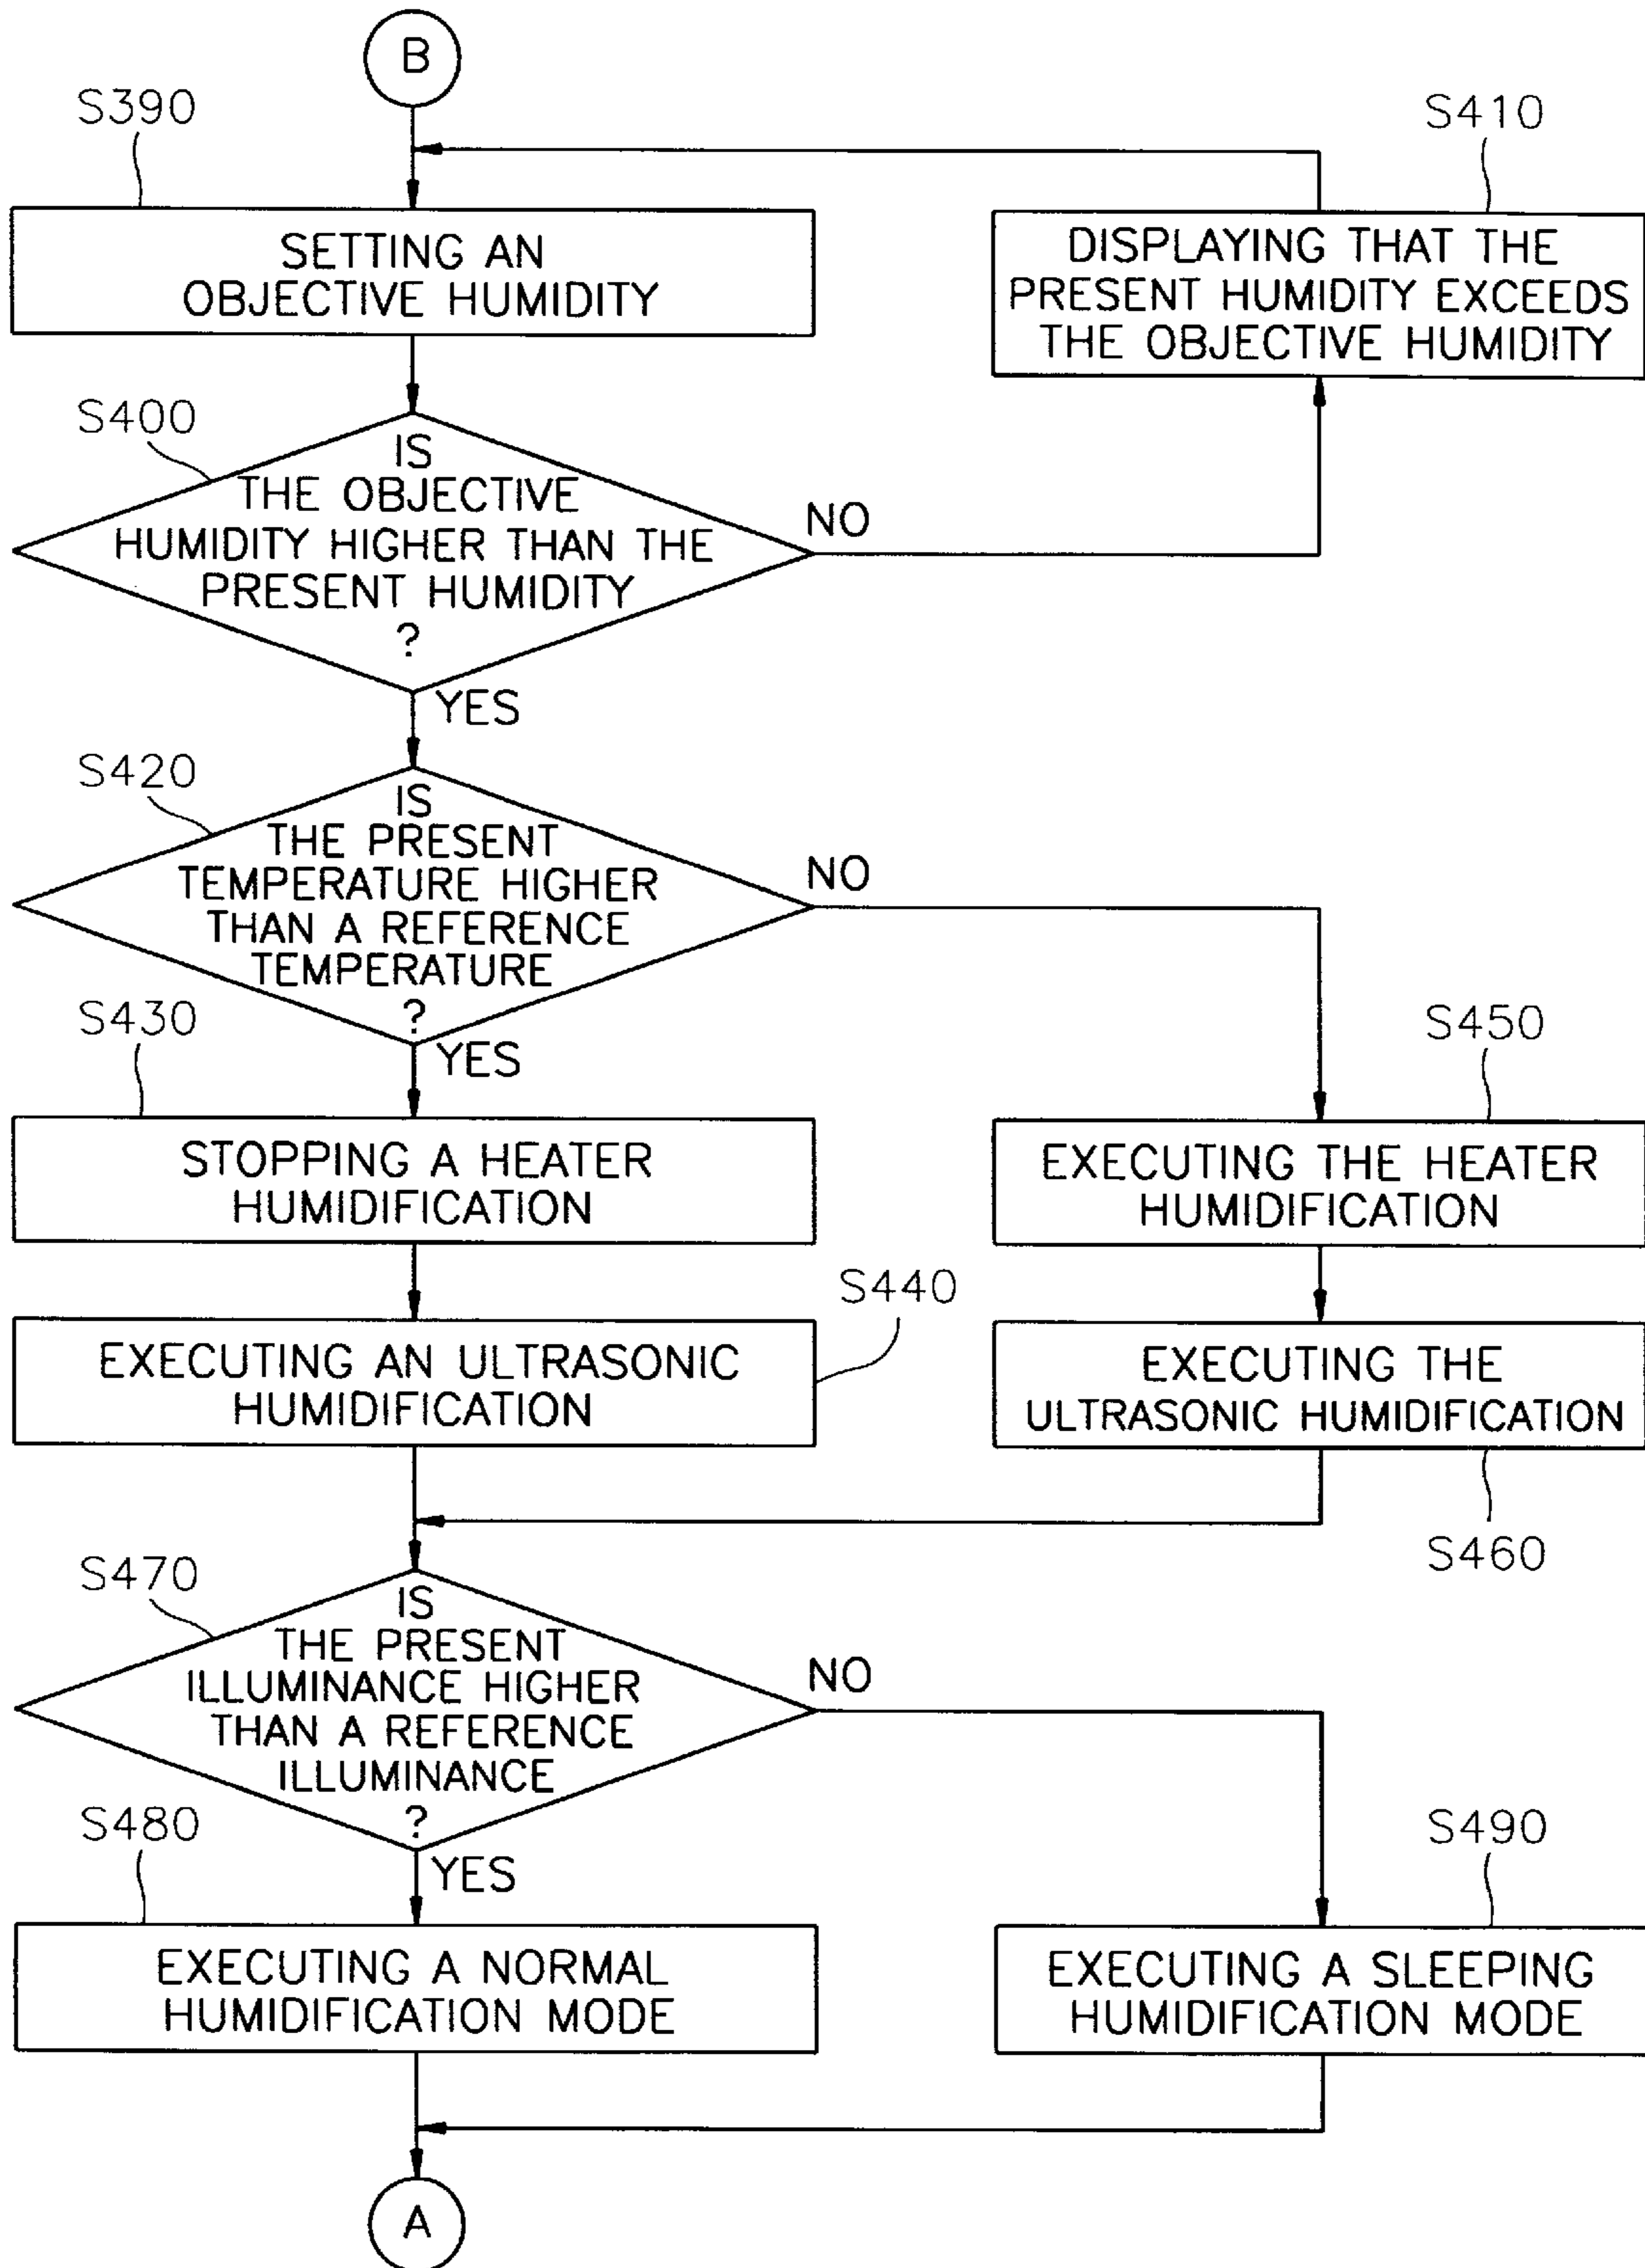 B
S390
SETTING AN
OBJECTIVE HUMIDITY
S410
DISPLAYING THAT THE
PRESENT HUMIDITY EXCEEDS
THE OBJECTIVE HUMIDITY
S400
IS
THE OBJECTIVE
HUMIDITY HIGHER THAN THE
PRESENT HUMIDITY
?
NO
YES
S420
IS
THE PRESENT
TEMPERATURE HIGHER
THAN A REFERENCE
TEMPERATURE
?
NO
YES
S430
STOPPING A HEATER
HUMIDIFICATION
S450
EXECUTING THE HEATER
HUMIDIFICATION
S440
EXECUTING AN ULTRASONIC
HUMIDIFICATION
EXECUTING THE
ULTRASONIC HUMIDIFICATION
S460
S470
IS
THE PRESENT
ILLUMINANCE HIGHER
THAN A REFERENCE
ILLUMINANCE
?
NO
YES
S480
EXECUTING A NORMAL
HUMIDIFICATION MODE
S490
EXECUTING A SLEEPING
HUMIDIFICATION MODE
A